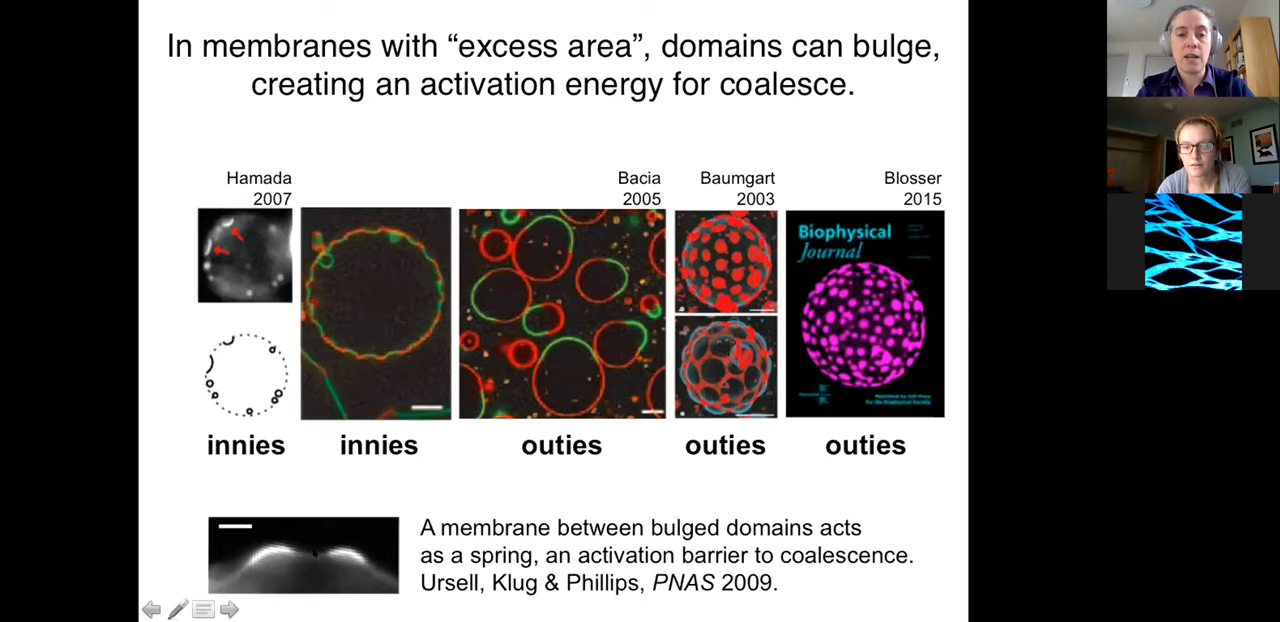 In membranes with “excess area”, domains can bulge,
creating an activation energy for coalesce.
Hamada
2007
Bacia
2005
Baumgart
2003
Blosser
2015
Biophysical
Journal
innies
innies
outies
outies
outies
A membrane between bulged domains acts
as a spring, an activation barrier to coalescence.
Ursell, Klug & Phillips, PNAS 2009.